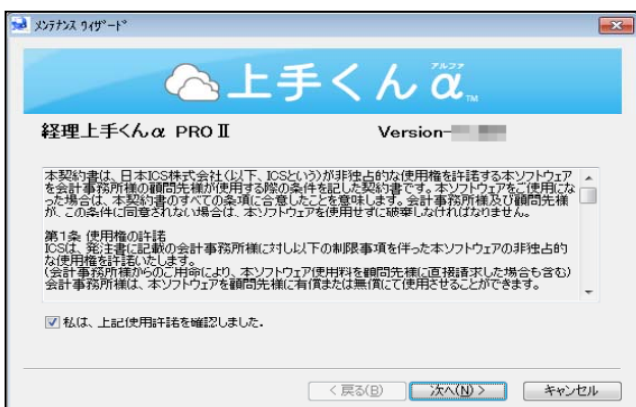 メンテナンス ウィザード
アルファ
上手くんα™
経理上手くんα PROⅡ Version-
本契約書は、日本ICS株式会社(以下、ICSという)が非独占的な使用権を許諾する本ソフトウェア
を会計事務所様の顧問先様が使用する際の条件を記した契約書です。本ソフトウェアをご使用にな
った場合は、本契約書のすべての条項に合意したことを意味します。会計事務所様及び顧問先様
が、この条件に同意されない場合は、本ソフトウェアを使用せずに破棄しなければなりません。
第1条 使用権の許諾
ICSは、発注書に記載の会計事務所様に対し以下の制限事項を伴った本ソフトウェアの非独占的
な使用権を許諾いたします。
(会計事務所様からのご用命により、本ソフトウェア使用料を顧問先様に直接請求した場合も含む)
会計事務所様は、本ソフトウェアを顧問先様に有償または無償にて使用させることができます。
私は、上記使用許諾を確認しました.
< 戻る(B) 次へ(N) > キャンセル